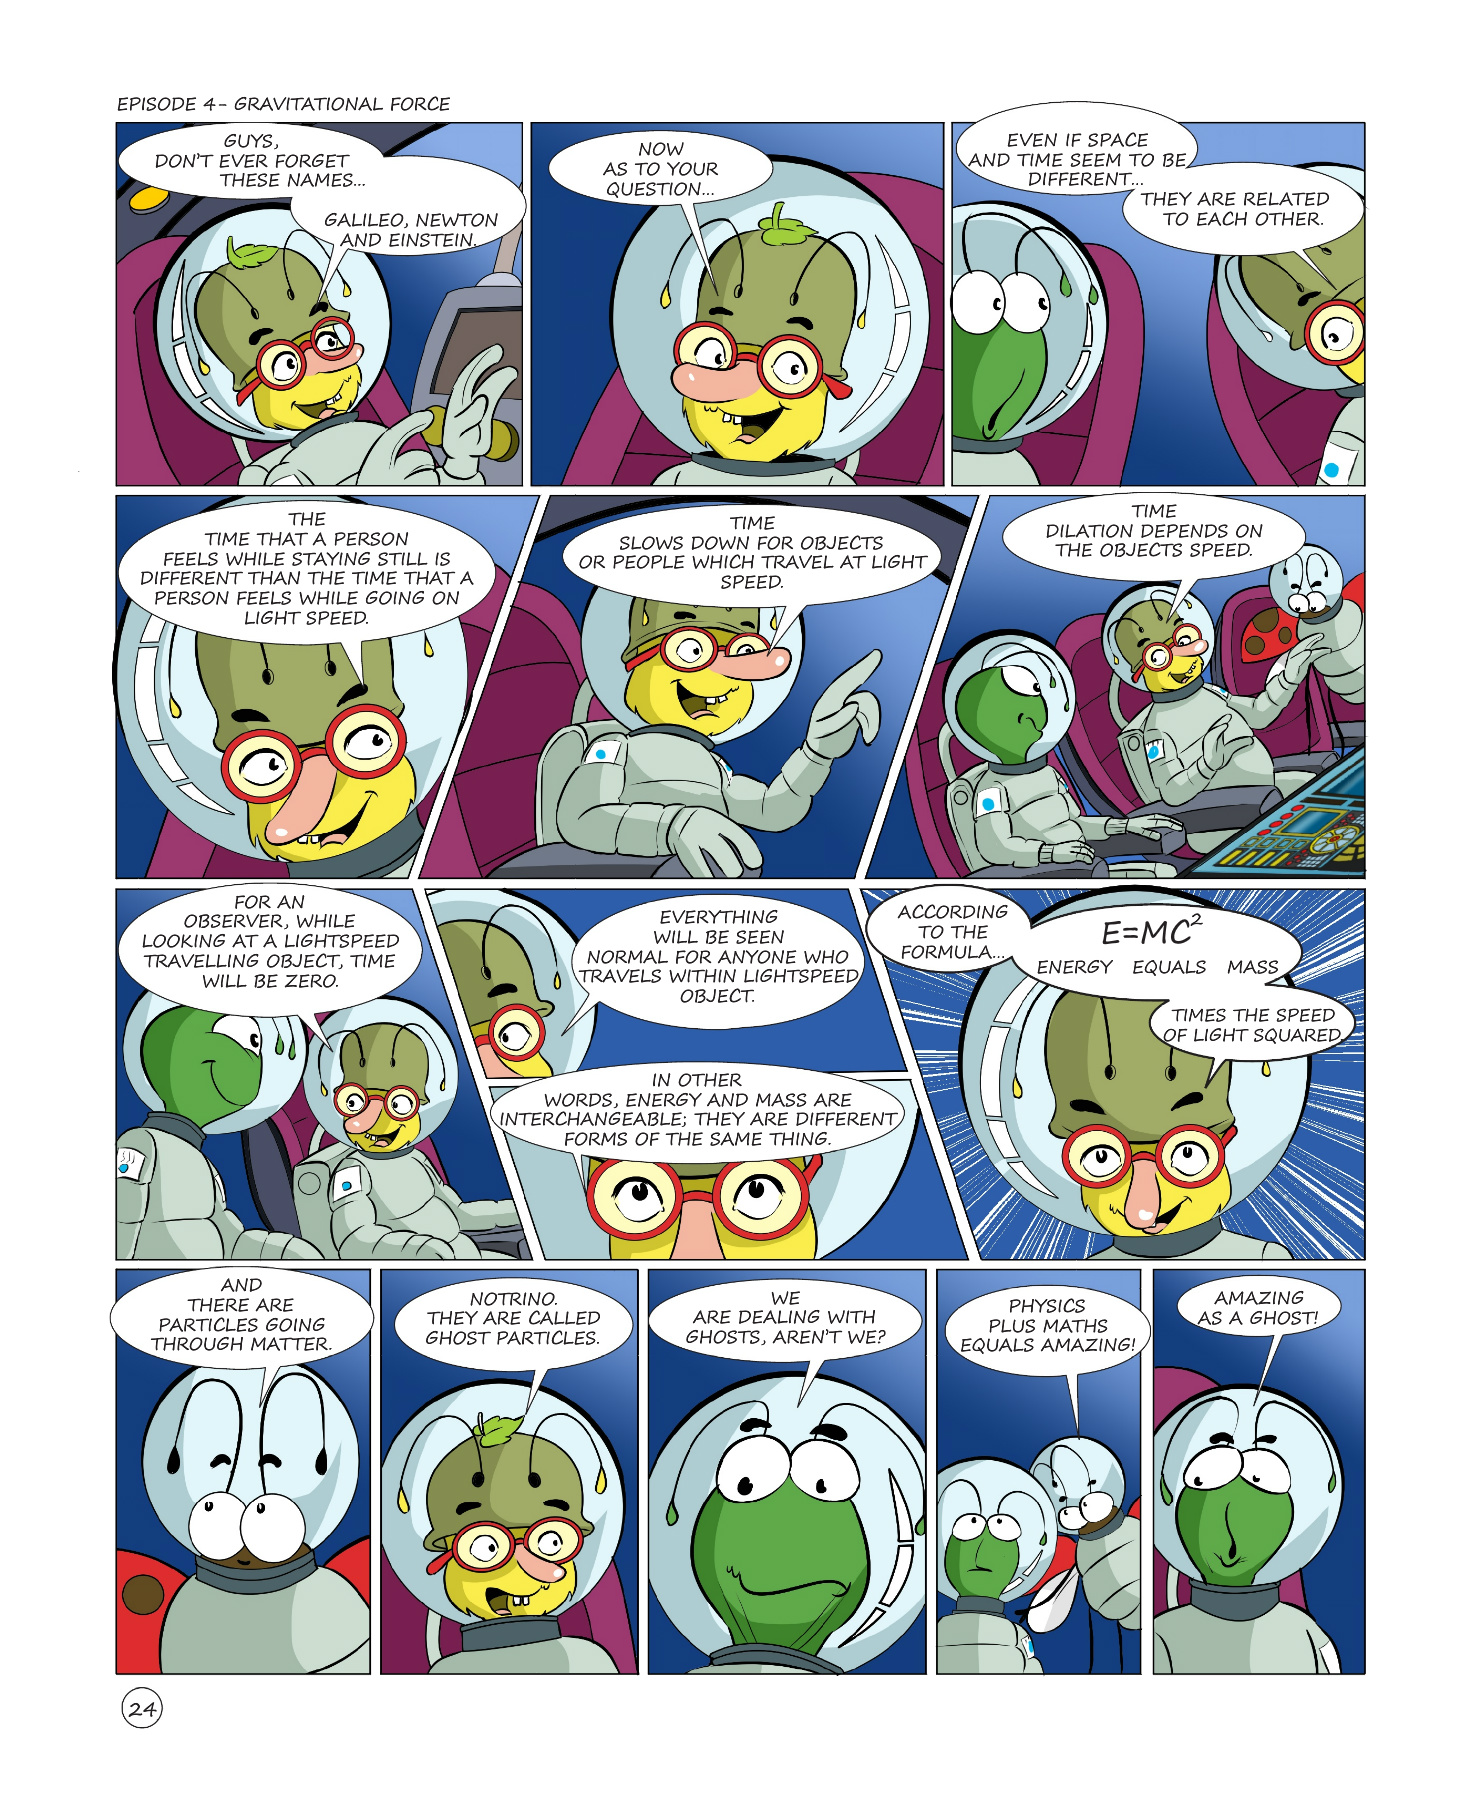 EPISODE 4- GRAVITATIONAL FORCE
GUYS,
DON'T EVER FORGET
THESE NAMES...
GALILEO, NEWTON
AND EINSTEIN.
NOW
AS TO YOUR
QUESTION...
EVEN IF SPACE
AND TIME SEEM TO BE
DIFFERENT...
THEY ARE RELATED
TO EACH OTHER.
THE
TIME THAT A PERSON
FEELS WHILE STAYING STILL IS
DIFFERENT THAN THE TIME THAT A
PERSON FEELS WHILE GOING ON
LIGHT SPEED.
TIME
SLOWS DOWN FOR OBJECTS
OR PEOPLE WHICH TRAVEL AT LIGHT
SPEED.
TIME
DILATION DEPENDS ON
THE OBJECTS SPEED.
FOR AN
OBSERVER, WHILE
LOOKING AT A LIGHTSPEED
TRAVELLING OBJECT, TIME
WILL BE ZERO.
EVERYTHING
WILL BE SEEN
NORMAL FOR ANYONE WHO
TRAVELS WITHIN LIGHTSPEED
OBJECT.
IN OTHER
WORDS, ENERGY AND MASS ARE
INTERCHANGEABLE; THEY ARE DIFFERENT
FORMS OF THE SAME THING.
ACCORDING
TO THE
FORMULA...
E=MC²
ENERGY EQUALS MASS
TIMES THE SPEED
OF LIGHT SQUARED.
AND
THERE ARE
PARTICLES GOING
THROUGH MATTER.
NOTRINO.
THEY ARE CALLED
GHOST PARTICLES.
WE
ARE DEALING WITH
GHOSTS, AREN'T WE?
PHYSICS
PLUS MATHS
EQUALS AMAZING!
AMAZING
AS A GHOST!
24